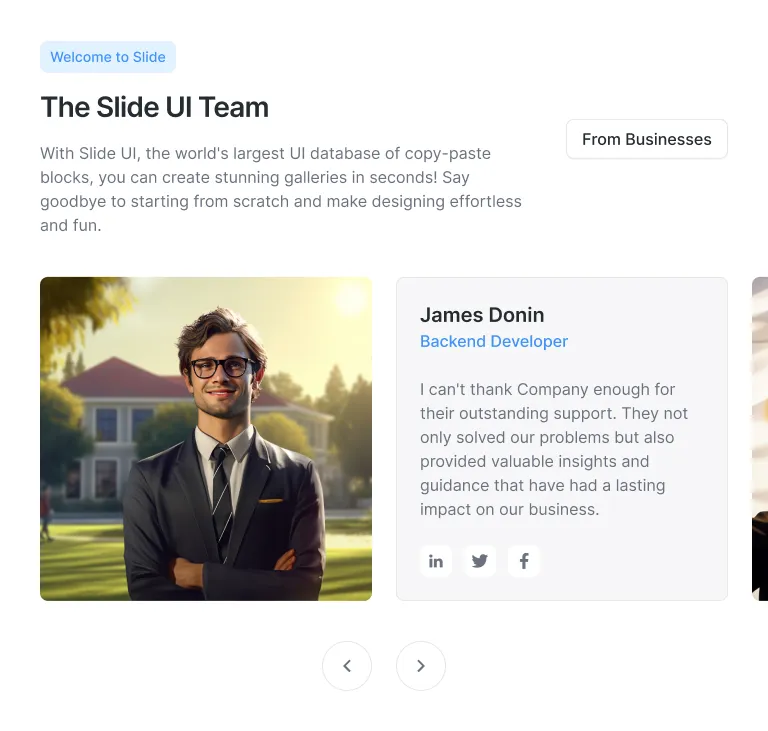 Welcome to Slide
The Slide UI Team
With Slide UI, the world's largest UI database of copy-paste
blocks, you can create stunning galleries in seconds! Say
goodbye to starting from scratch and make designing effortless
and fun.
From Businesses
James Donin
Backend Developer
I can't thank Company enough for
their outstanding support. They not
only solved our problems but also
provided valuable insights and
guidance that have had a lasting
impact on our business.
in
f